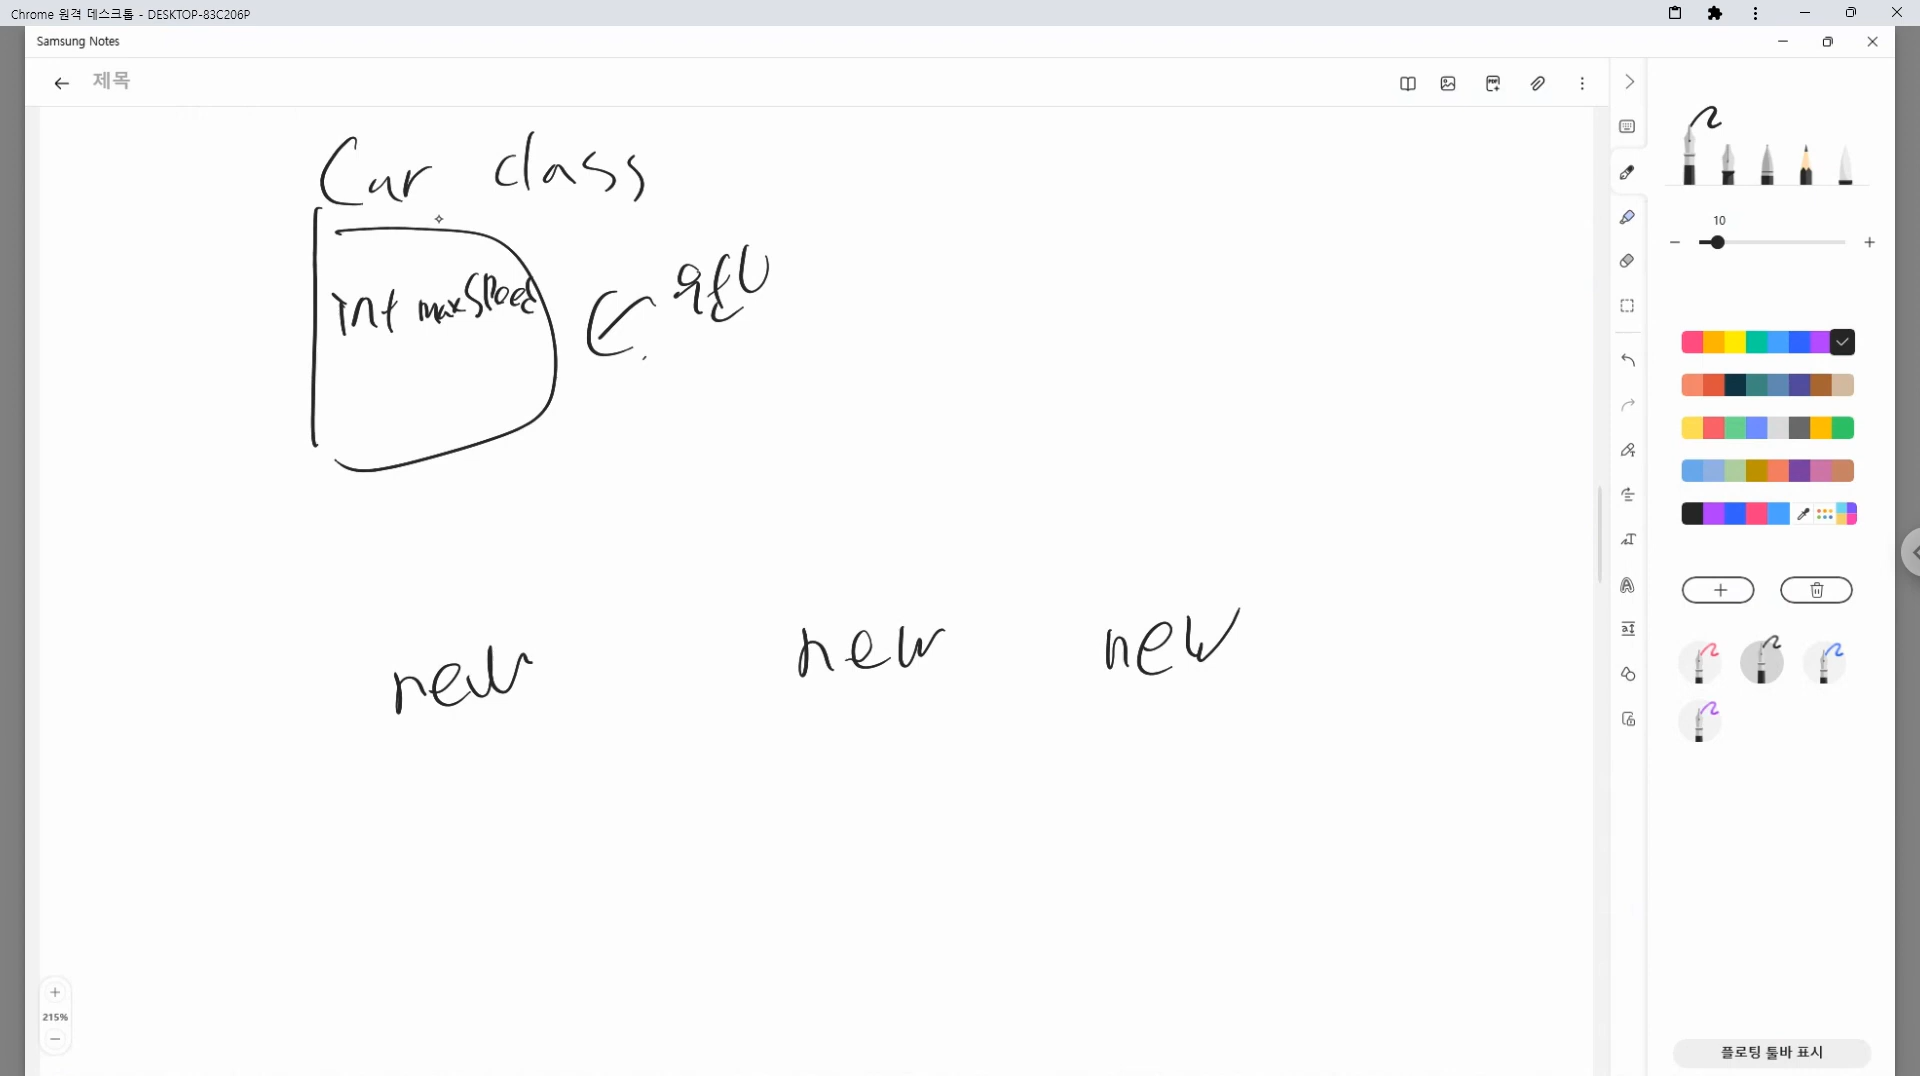 Chrome 원격 데스크톱 - DESKTOP-83C206P
Samsung Notes
제목
Car class
int maxSpeed
new new new
10
215%
플로팅 툴바 표시